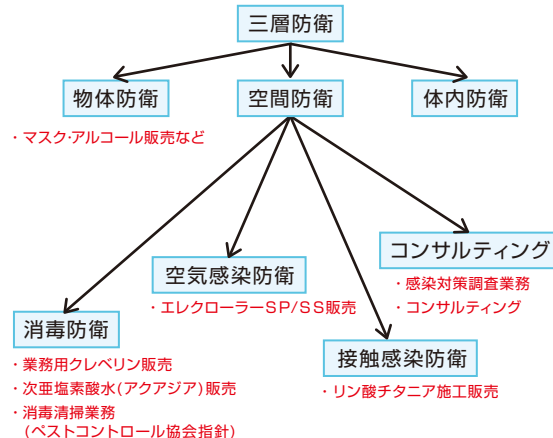 三層防衛
物体防衛
空間防衛
体内防衛
・マスク・アルコール販売など
コンサルティング
・感染対策調査業務
・コンサルティング
空気感染防衛
・エレクローラーSP/SS販売
消毒防衛
・業務用クレベリン販売
・次亜塩素酸水(アクアジア)販売
・消毒清掃業務
(ペストコントロール協会指針)
接触感染防衛
・リン酸チタニア施工販売